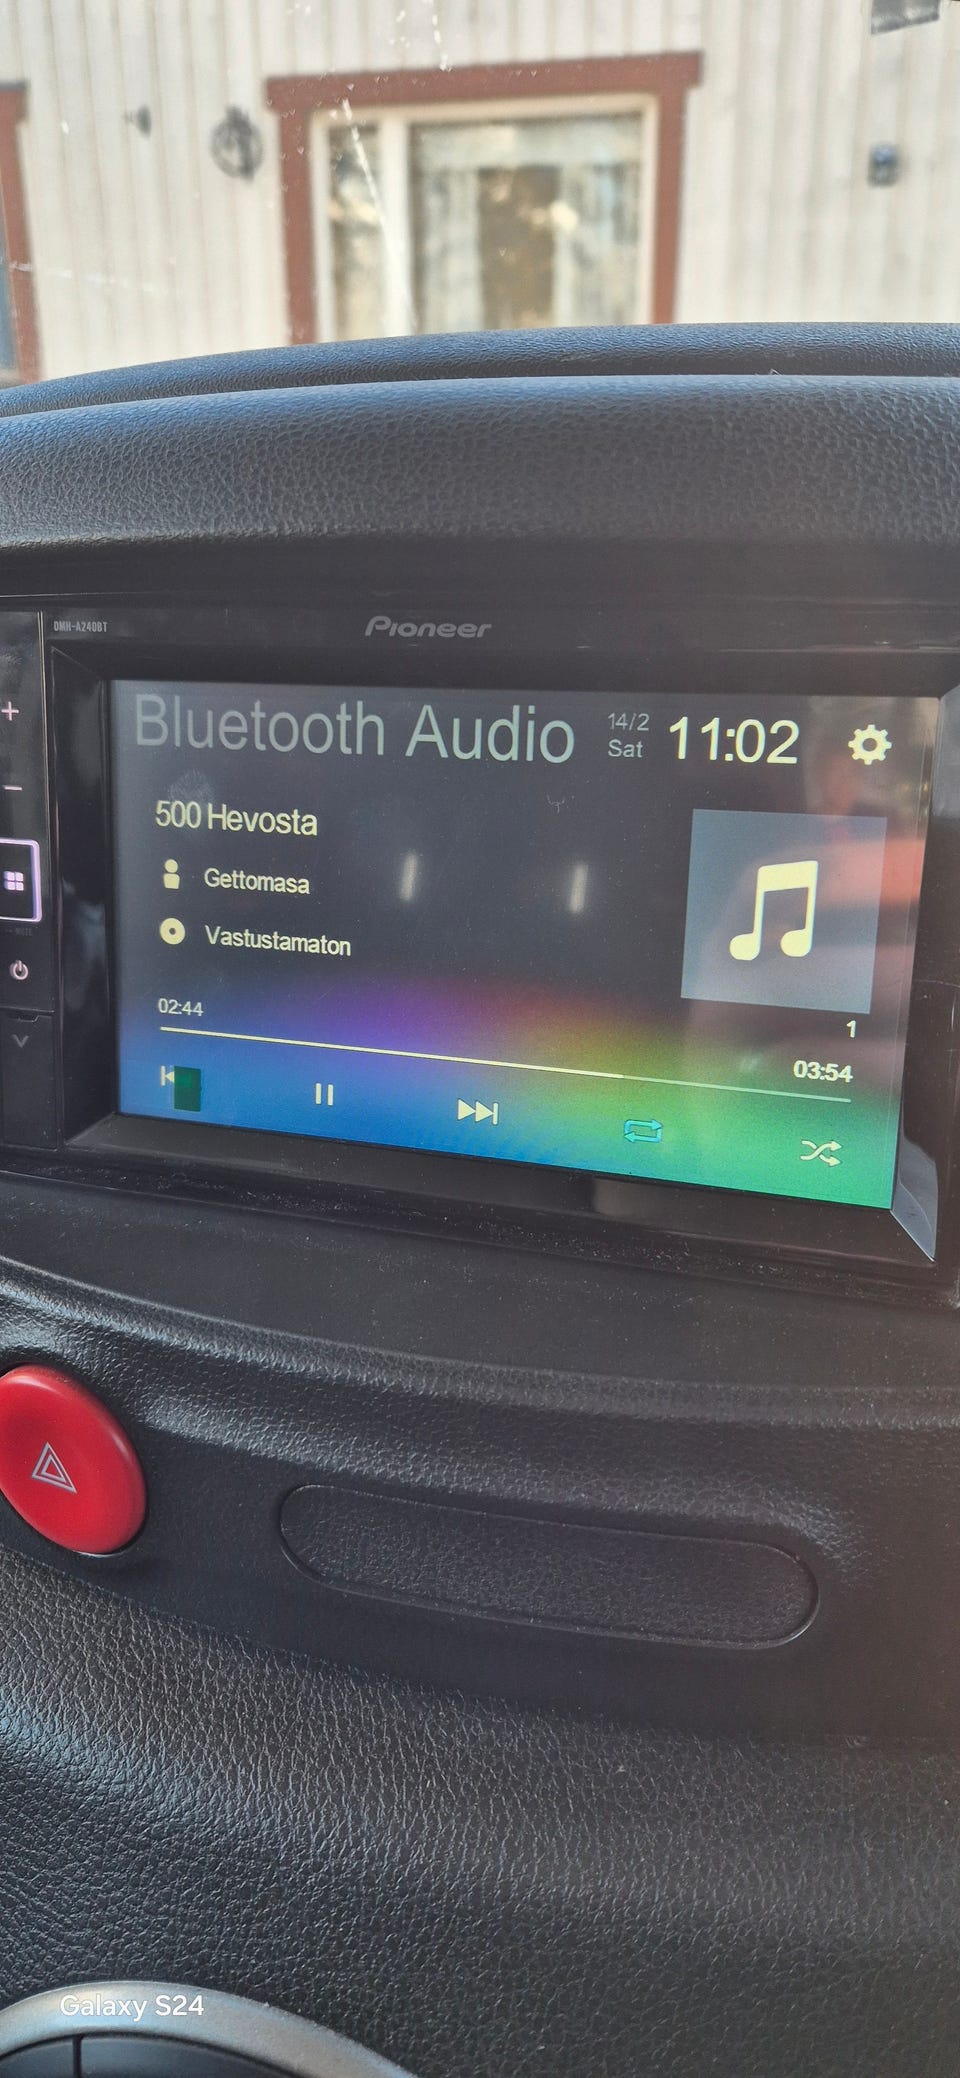 DMH-A240BT
Pioneer
Bluetooth Audio
14/2
Sat
11:02
500 Hevosta
Gettomasa
Vastustamaton
02:44
1
03:54
MUTE
Galaxy S24